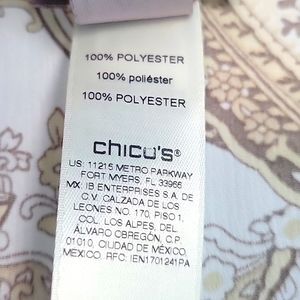 100% POLYESTER
100% poliéster
100% POLYESTER
chico's®
US: 11215 METRO PARKWAY
FORT MYERS, FL 33966
MX: IB ENTERPRISES S.A. DE
C.V. CALZADA DE LOS
LEONES NO. 170, PISO 1,
COL. LOS ALPES, DEL.
ÁLVARO OBREGÓN, C.P.
01010, CIUDAD DE MÉXICO,
MEXICO, RFC: IEN1701241PA